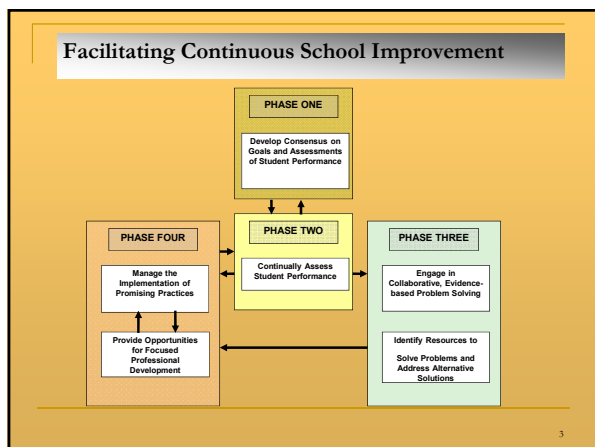 Facilitating Continuous School Improvement
PHASE ONE
Develop Consensus on
Goals and Assessments
of Student Performance
PHASE FOUR
Manage the
Implementation of
Promising Practices
Provide Opportunities
for Focused
Professional
Development
PHASE TWO
Continually Assess
Student Performance
PHASE THREE
Engage in
Collaborative, Evidence-
based Problem Solving
Identify Resources to
Solve Problems and
Address Alternative
Solutions
3